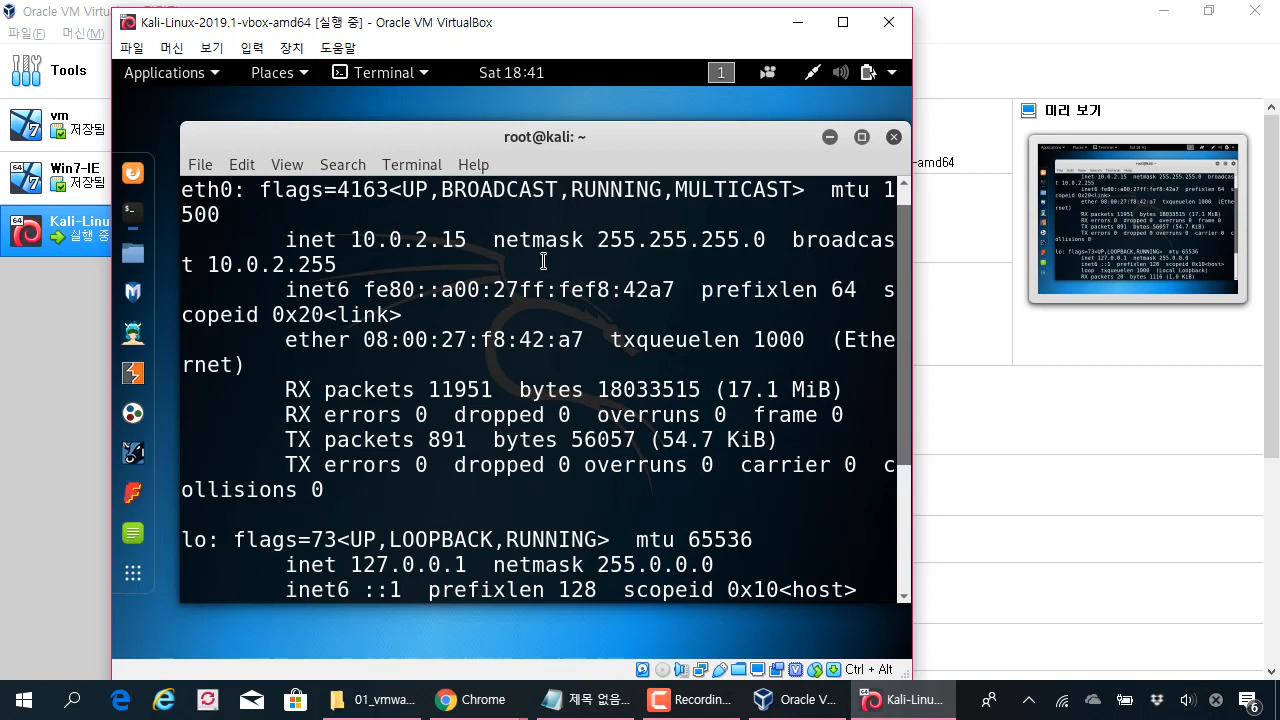 Oracle VM Virt
파일(F) 머신(M)
Tools
vm
저장됨
Win7-IE
저장됨
Kali-Linu
실행 중
Kali-Linux-2019.1-vbox-amd64 [실행 중] - Oracle VM VirtualBox
파일 머신 보기 입력 장치 도움말
Applications Places Terminal Sat 18:41 1
root@kali: ~
File Edit View Search Terminal Help
eth0: flags=4163<UP,BROADCAST,RUNNING,MULTICAST> mtu 1
500
inet 10.0.2.15 netmask 255.255.255.0 broadcas
t 10.0.2.255
inet6 fe80::a00:27ff:fef8:42a7 prefixlen 64 s
copeid 0x20<link>
ether 08:00:27:f8:42:a7 txqueuelen 1000 (Ethe
rnet)
RX packets 11951 bytes 18033515 (17.1 MiB)
RX errors 0 dropped 0 overruns 0 frame 0
TX packets 891 bytes 56057 (54.7 KiB)
TX errors 0 dropped 0 overruns 0 carrier 0 c
ollisions 0
lo: flags=73<UP,LOOPBACK,RUNNING> mtu 65536
inet 127.0.0.1 netmask 255.0.0.0
inet6 ::1 prefixlen 128 scopeid 0x10<host>
Ctrl + Alt
미리 보기
-amd64
01_vmwa...
Chrome
제목 없음...
Recordin...
Oracle V...
Kali-Linu...